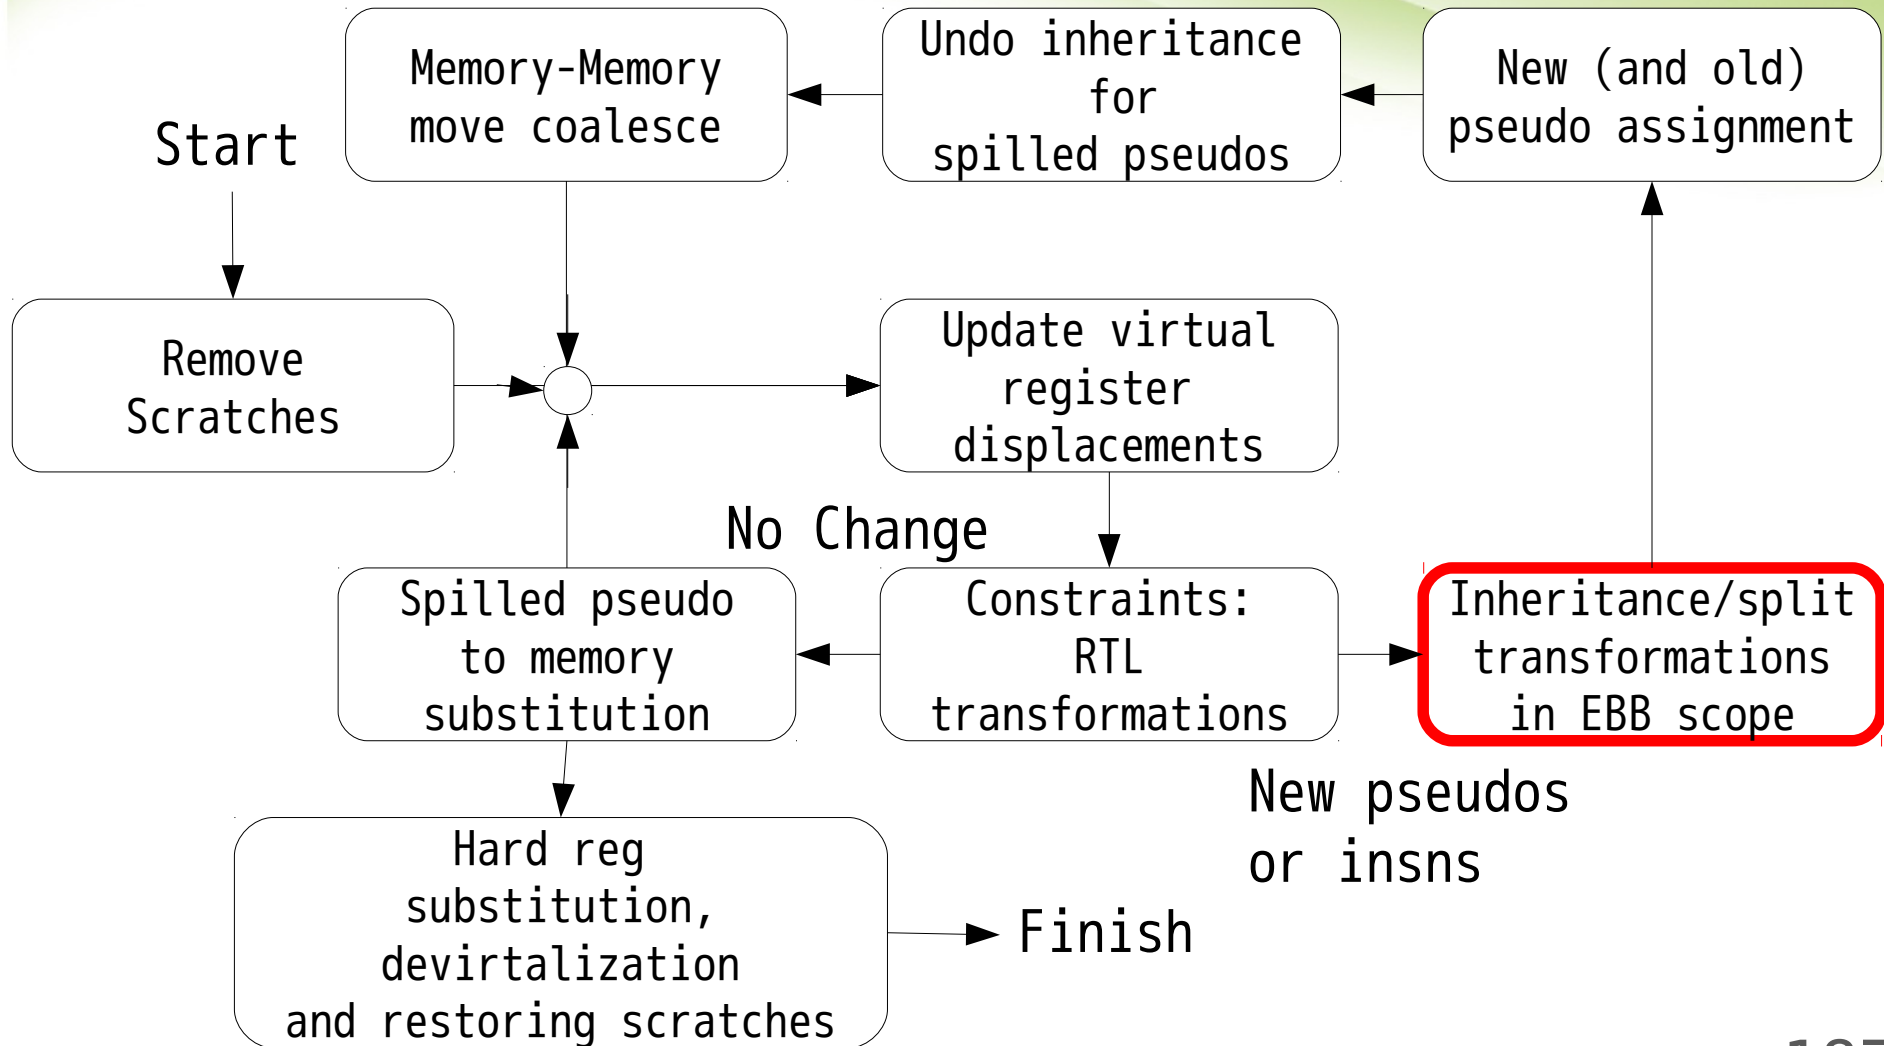 Memory-Memory
move coalesce
Undo inheritance
for
spilled pseudos
New (and old)
pseudo assignment
Start
Remove
Scratches
Update virtual
register
displacements
No Change
Spilled pseudo
to memory
substitution
Constraints:
RTL
transformations
Inheritance/split
transformations
in EBB scope
New pseudos
or insns
Hard reg
substitution,
devirtalization
and restoring scratches
Finish